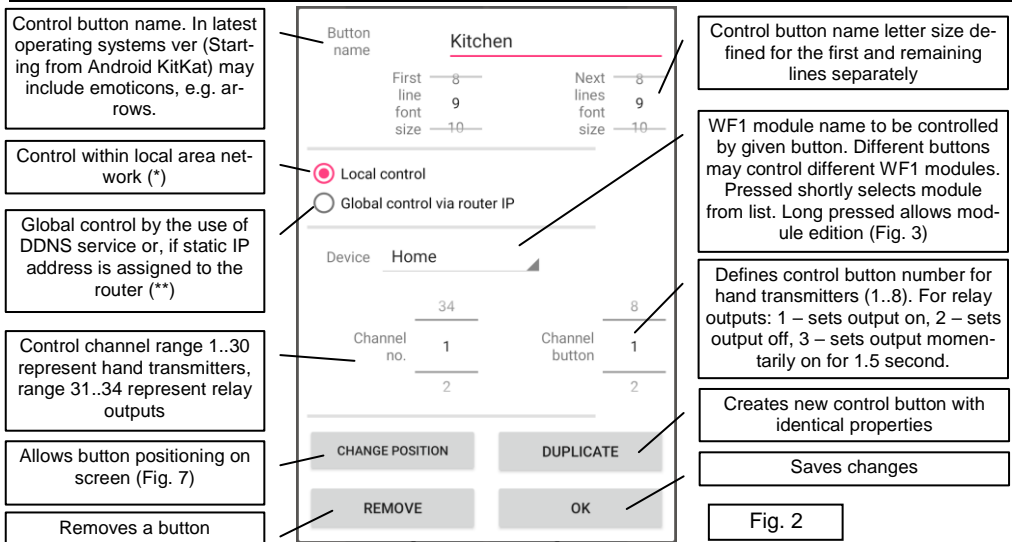 Control button name. In latest
operating systems ver (Start-
ing from Android KitKat) may
include emoticons, e.g. ar-
rows.
Control within local area net-
work (*)
Global control by the use of
DDNS service or, if static IP
address is assigned to the
router (**)
Control channel range 1..30
represent hand transmitters,
range 31..34 represent relay
outputs
Allows button positioning on
screen (Fig. 7)
Removes a button
Button
name
Kitchen
First
line
font
size
8
9
10
Next
lines
font
size
8
9
10
Local control
Global control via router IP
Device
Home
Channel
no.
34
1
2
Channel
button
8
1
2
CHANGE POSITION
DUPLICATE
REMOVE
OK
Control button name letter size de-
fined for the first and remaining
lines separately
WF1 module name to be controlled
by given button. Different buttons
may control different WF1 modules.
Pressed shortly selects module
from list. Long pressed allows mod-
ule edition (Fig. 3)
Defines control button number for
hand transmitters (1..8). For relay
outputs: 1 – sets output on, 2 – sets
output off, 3 – sets output momen-
tarily on for 1.5 second.
Creates new control button with
identical properties
Saves changes
Fig. 2